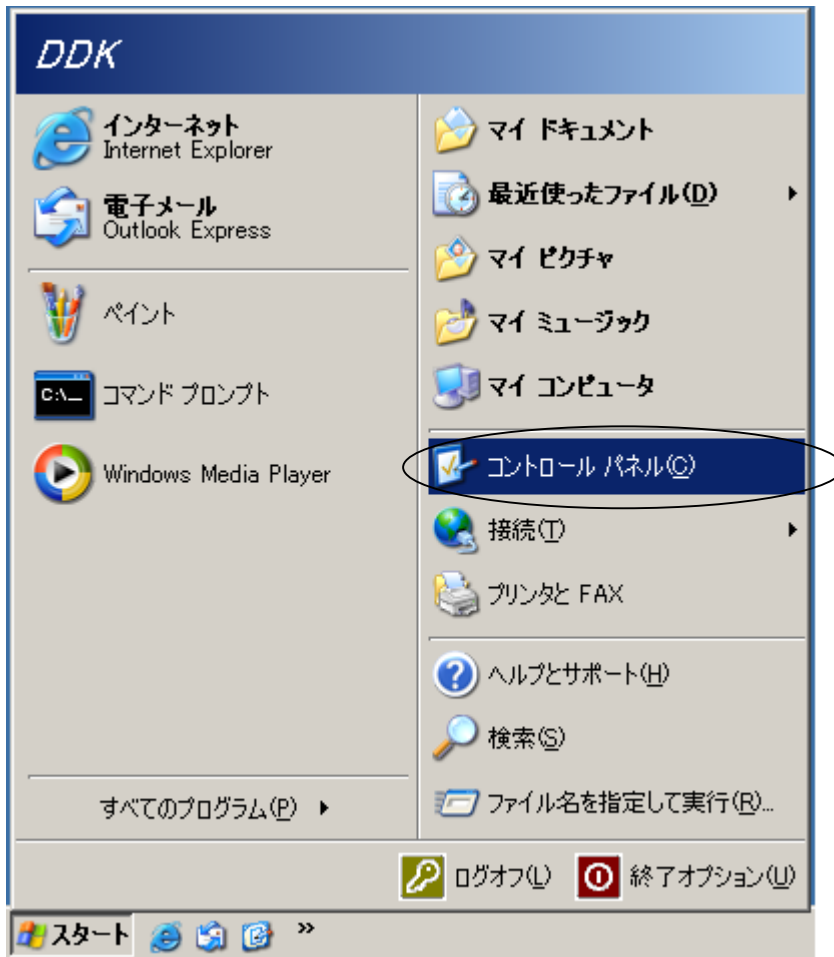 DDK
インターネット
Internet Explorer
電子メール
Outlook Express
ペイント
コマンド プロンプト
C:\_
Windows Media Player
すべてのプログラム(P)
マイ ドキュメント
最近使ったファイル(D)
マイ ピクチャ
マイ ミュージック
マイ コンピュータ
コントロール パネル(C)
接続(T)
プリンタと FAX
ヘルプとサポート(H)
検索(S)
ファイル名を指定して実行(R)...
ログオフ(L)
終了オプション(U)
スタート
»